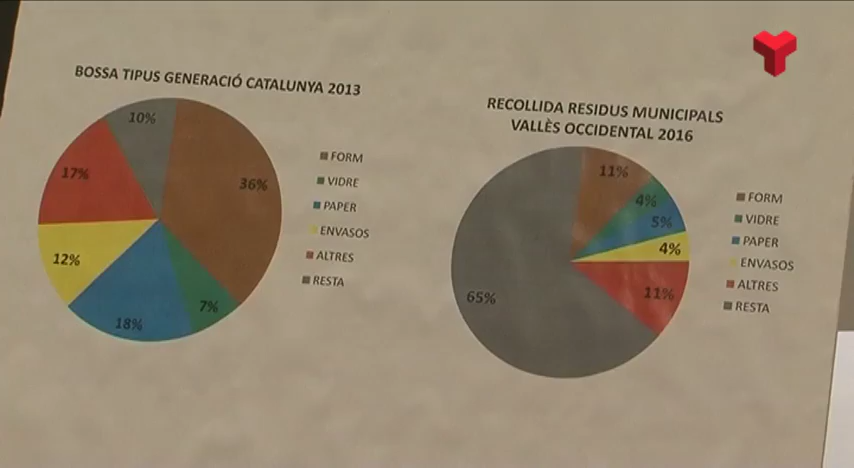 BOSSA TIPUS GENERACIÓ CATALUNYA 2013
10%
36%
17%
12%
18%
7%
FORM
VIDRE
PAPER
ENVASOS
ALTRES
RESTA
RECOLLIDA RESIDUS MUNICIPALS
VALLÈS OCCIDENTAL 2016
11%
4%
5%
4%
11%
65%
FORM
VIDRE
PAPER
ENVASOS
ALTRES
RESTA